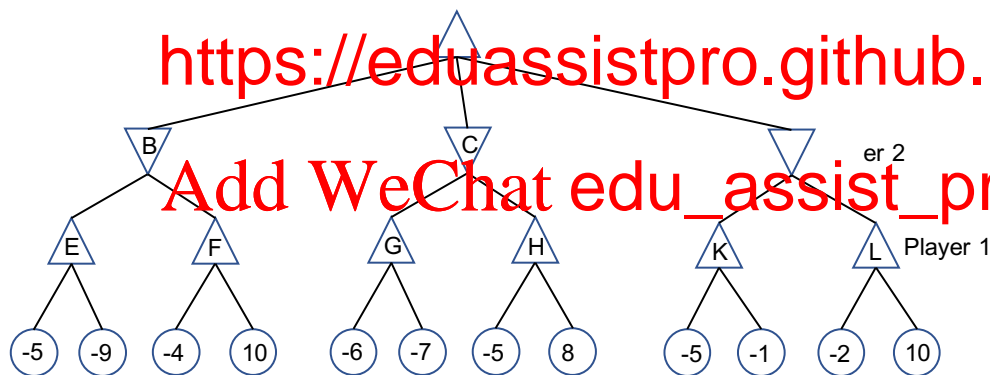 https://eduassistpro.github.
B C
er 2
Add WeChat edu_assist_pr
E F G H K L Player 1
-5 -9 -4 10 -6 -7 -5 8 -5 -1 -2 10